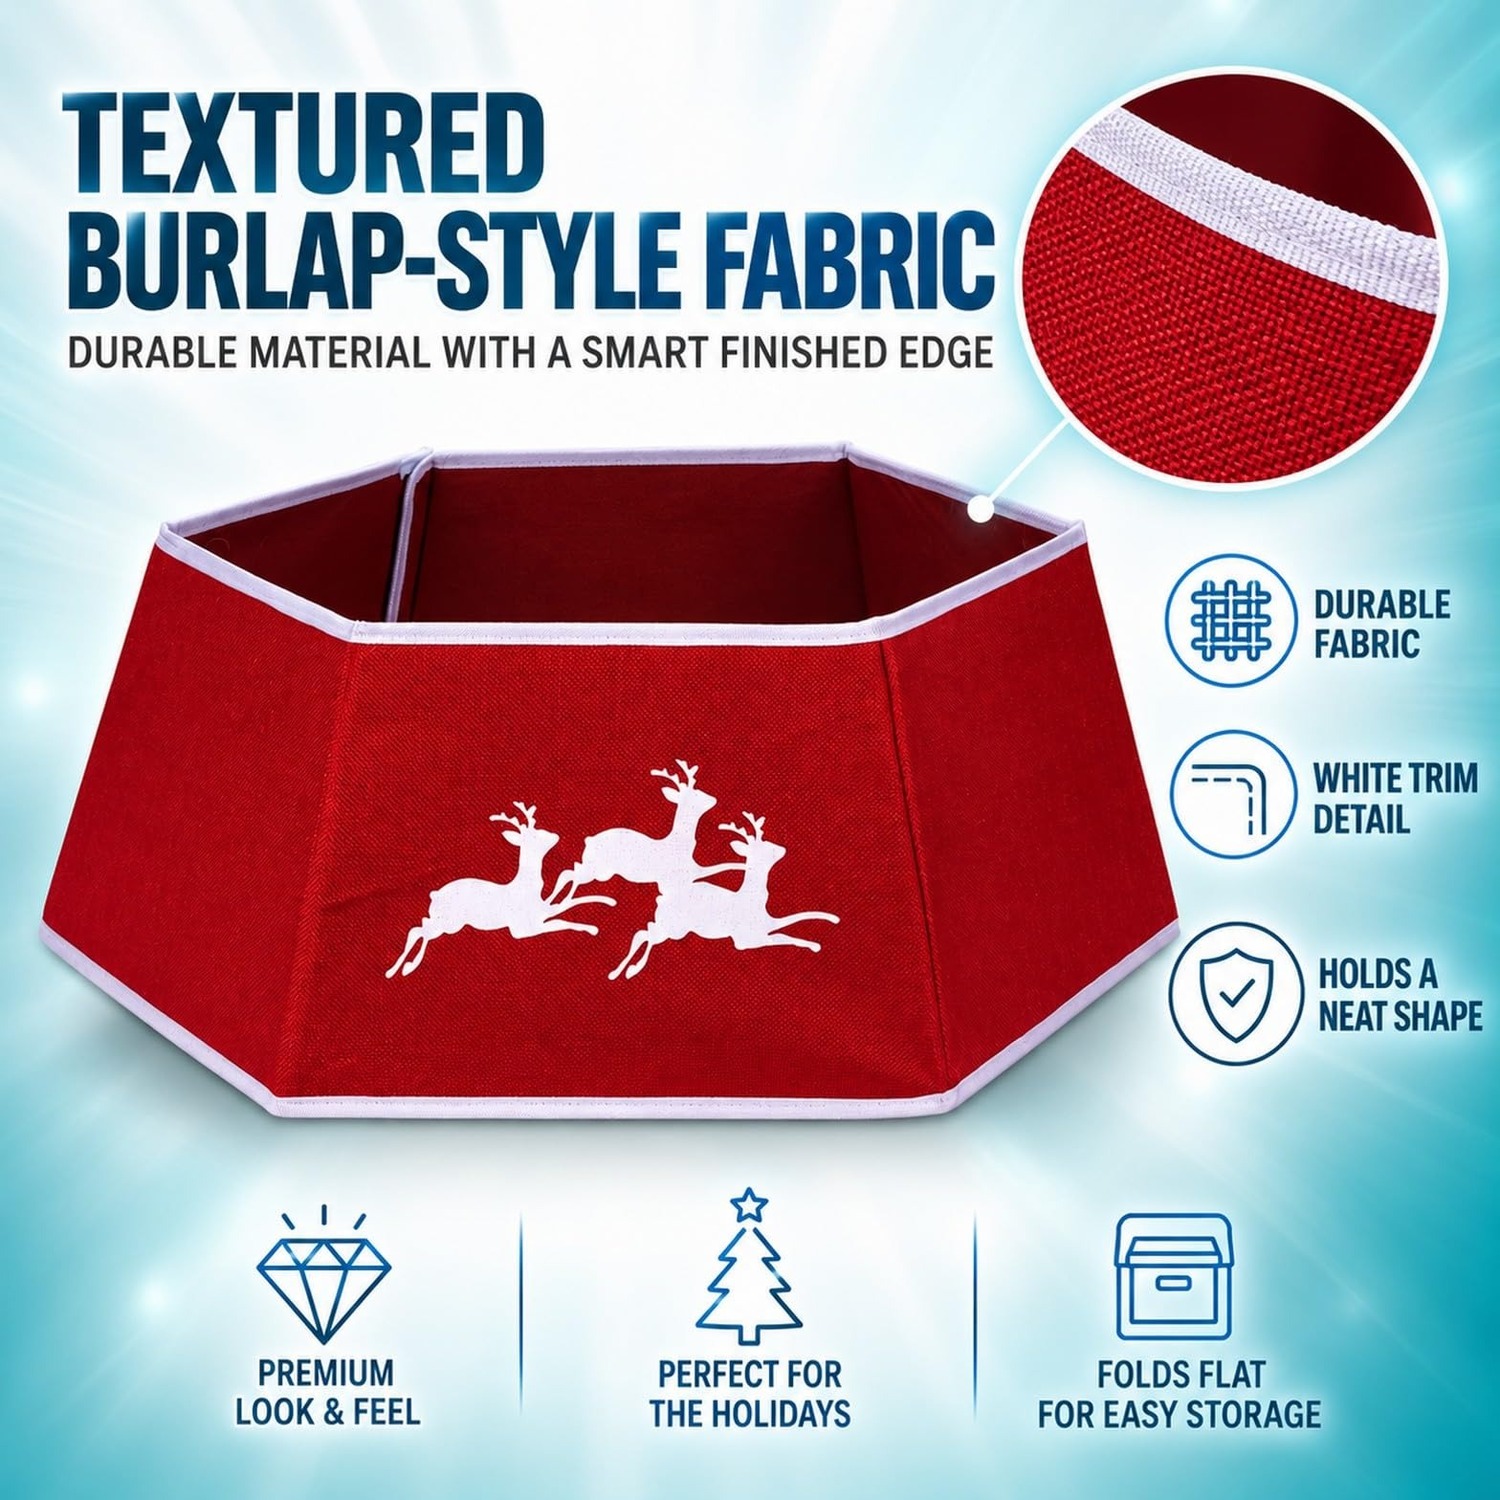 TEXTURED
BURLAP-STYLE FABRIC
DURABLE MATERIAL WITH A SMART FINISHED EDGE
DURABLE
FABRIC
WHITE TRIM
DETAIL
HOLDS A
NEAT SHAPE
PREMIUM
LOOK & FEEL
PERFECT FOR
THE HOLIDAYS
FOLDS FLAT
FOR EASY STORAGE